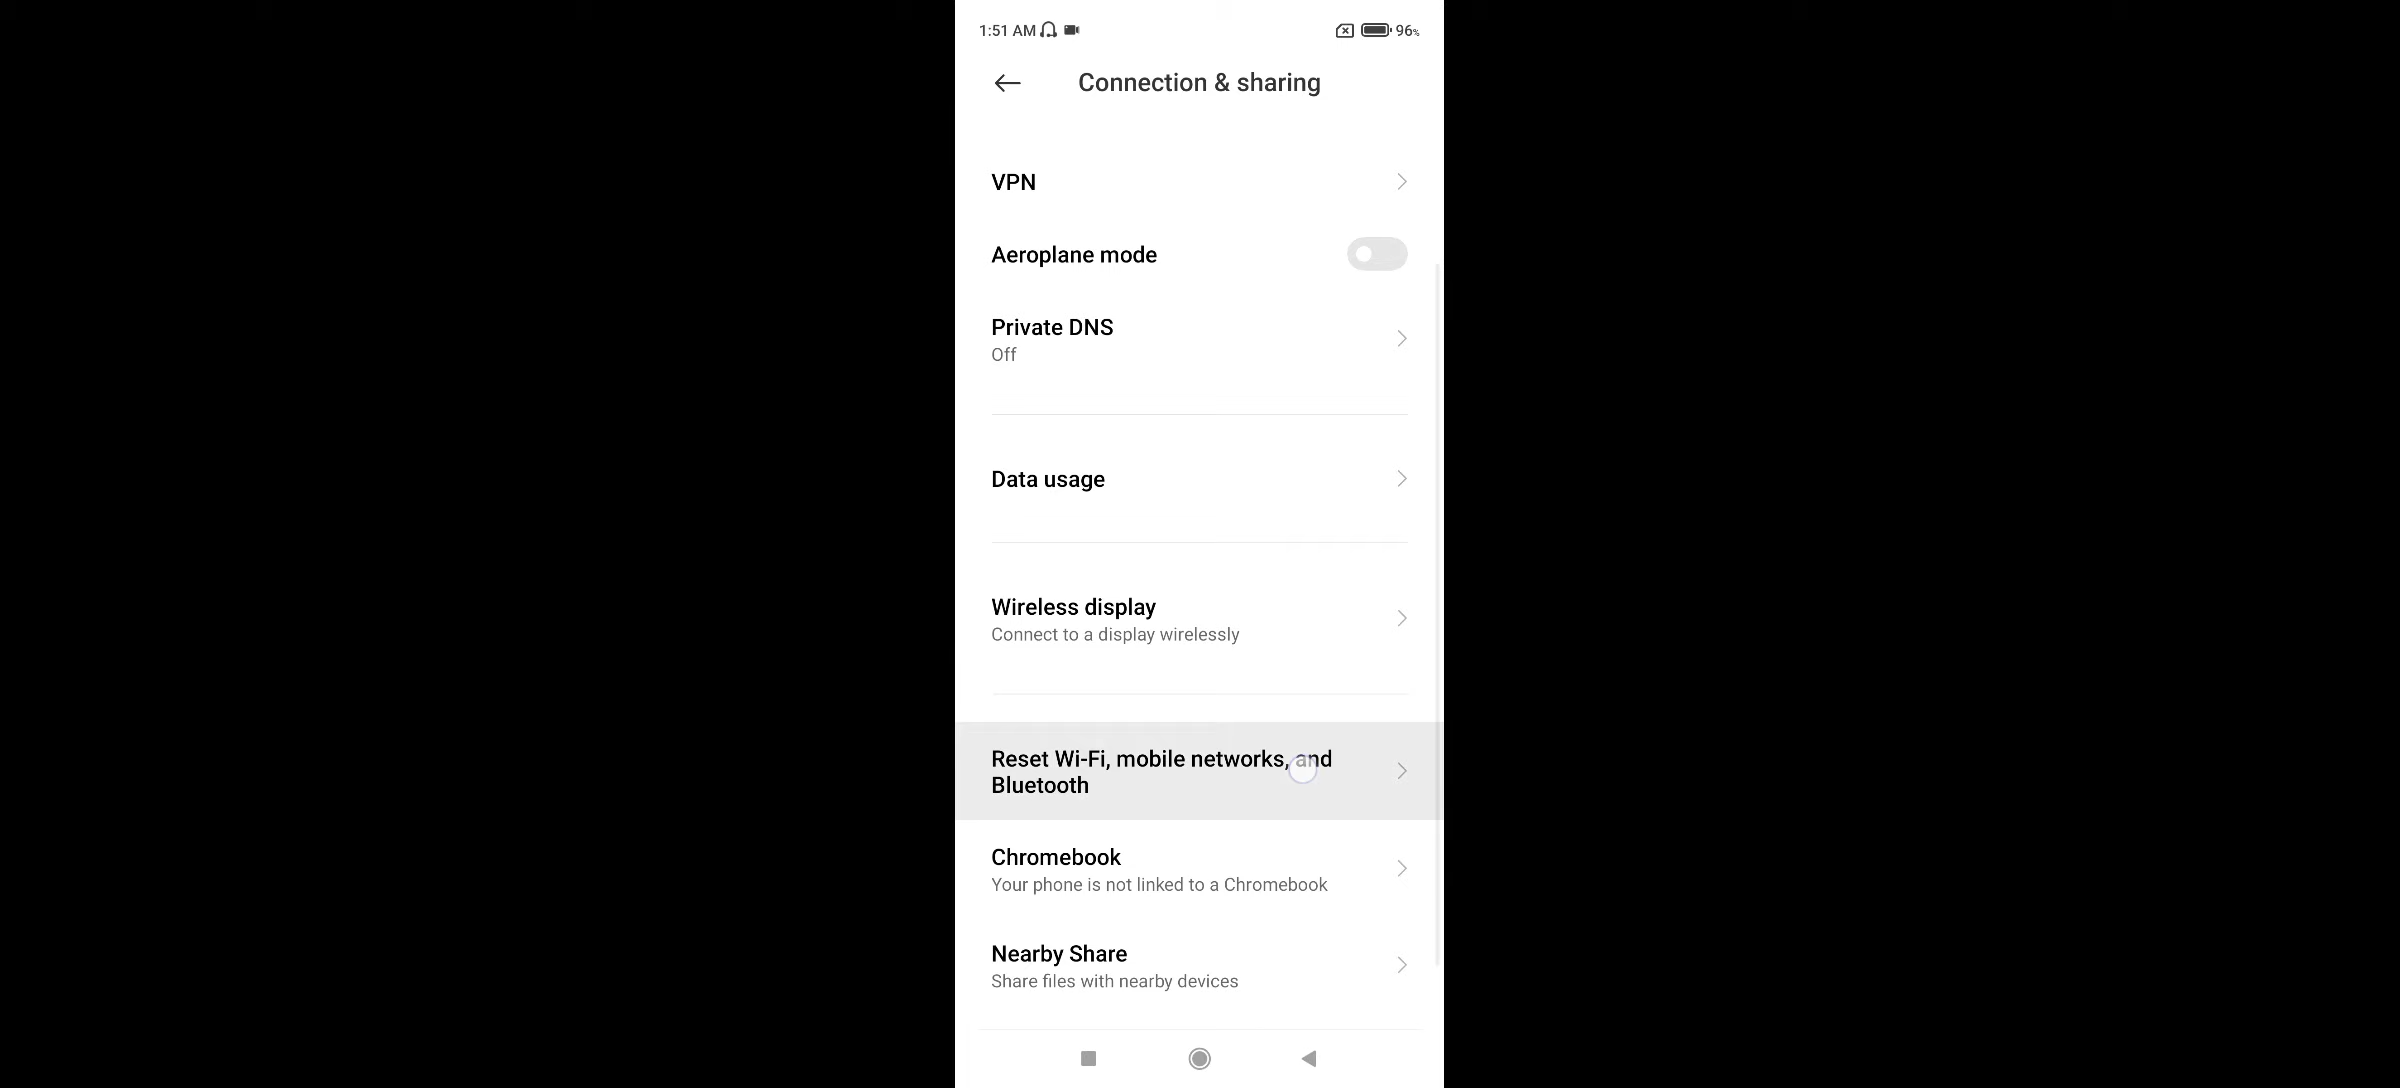 1:51 AM 96%
Connection & sharing
VPN
Aeroplane mode
Private DNS
Off
Data usage
Wireless display
Connect to a display wirelessly
Reset Wi-Fi, mobile networks, and
Bluetooth
Chromebook
Your phone is not linked to a Chromebook
Nearby Share
Share files with nearby devices